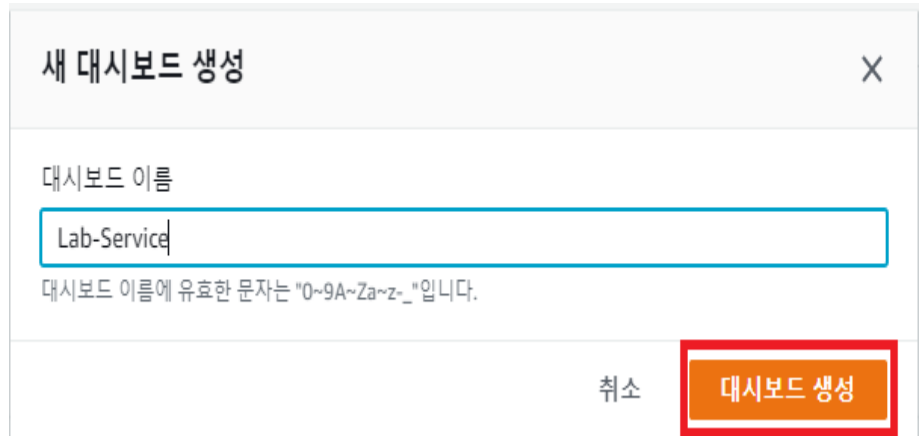 새 대시보드 생성
대시보드 이름
Lab-Service
대시보드 이름에 유효한 문자는 "0~9A~Za~z-_"입니다.
취소
대시보드 생성